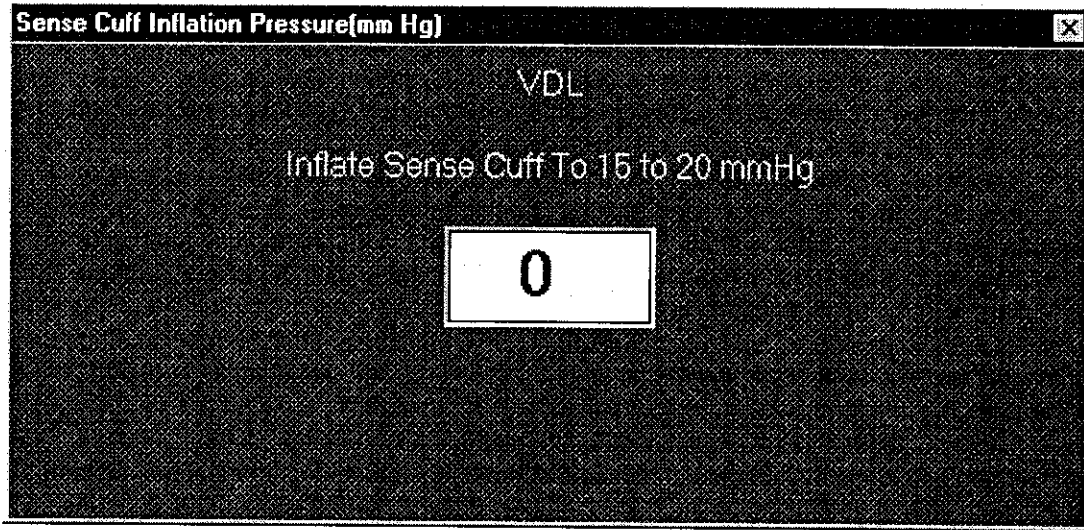 Sense Cuff Inflation Pressure(mm Hg)
VDL
Inflate Sense Cuff To 15 to 20 mmHg
0